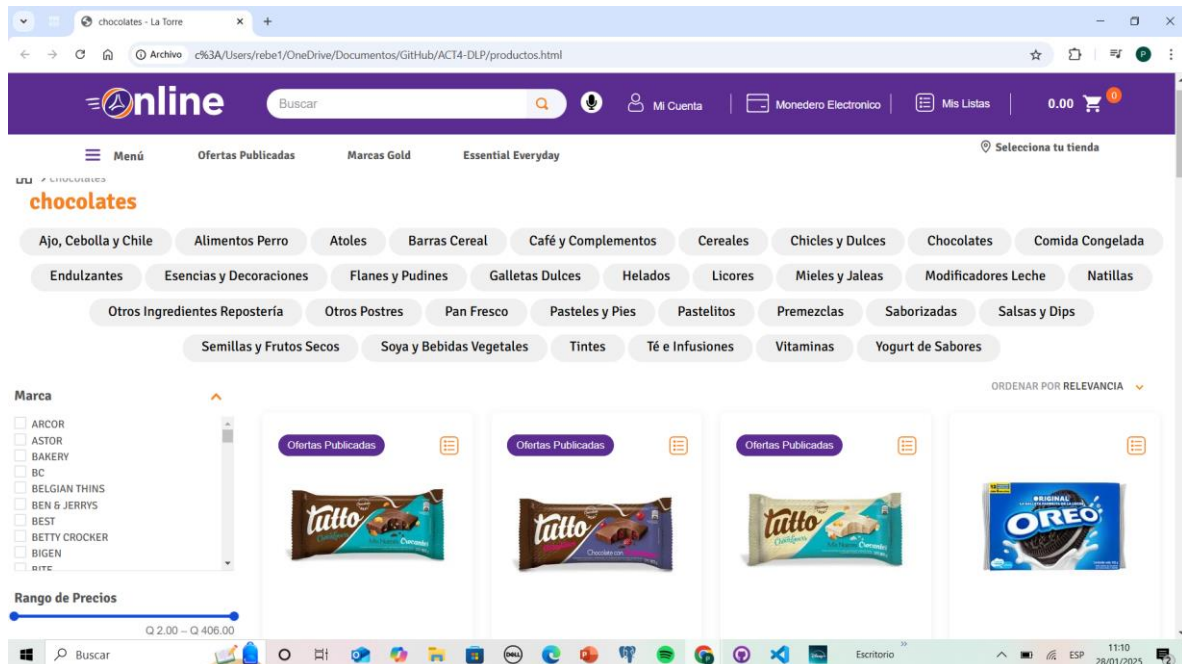 chocolates - La Torre
Archivo c%3A/Users/rebe1/OneDrive/Documentos/GitHub/ACT4-DLP/productos.html
P
Online Buscar Mi Cuenta Monedero Electronico Mis Listas 0.00 0
Menú Ofertas Publicadas Marcas Gold Essential Everyday Selecciona tu tienda
> chocolates
chocolates
Ajo, Cebolla y Chile Alimentos Perro Atoles Barras Cereal Café y Complementos Cereales Chicles y Dulces Chocolates Comida Congelada
Endulzantes Esencias y Decoraciones Flanes y Pudines Galletas Dulces Helados Licores Mieles y Jaleas Modificadores Leche Natillas
Otros Ingredientes Repostería Otros Postres Pan Fresco Pasteles y Pies Pastelitos Premezclas Saborizadas Salsas y Dips
Semillas y Frutos Secos Soya y Bebidas Vegetales Tintes Té e Infusiones Vitaminas Yogurt de Sabores
ORDENAR POR RELEVANCIA
Marca
ARCOR
ASTOR
BAKERY
BC
BELGIAN THINS
BEN & JERRYS
BEST
BETTY CROCKER
BIGEN
BITE
Rango de Precios
Q 2.00 – Q 406.00
Ofertas Publicadas Ofertas Publicadas Ofertas Publicadas
tutto tutto tutto ORIGINAL
OREO
Chocolate con
Buscar
DELL
Escritorio
ESP
11:10
28/01/2025